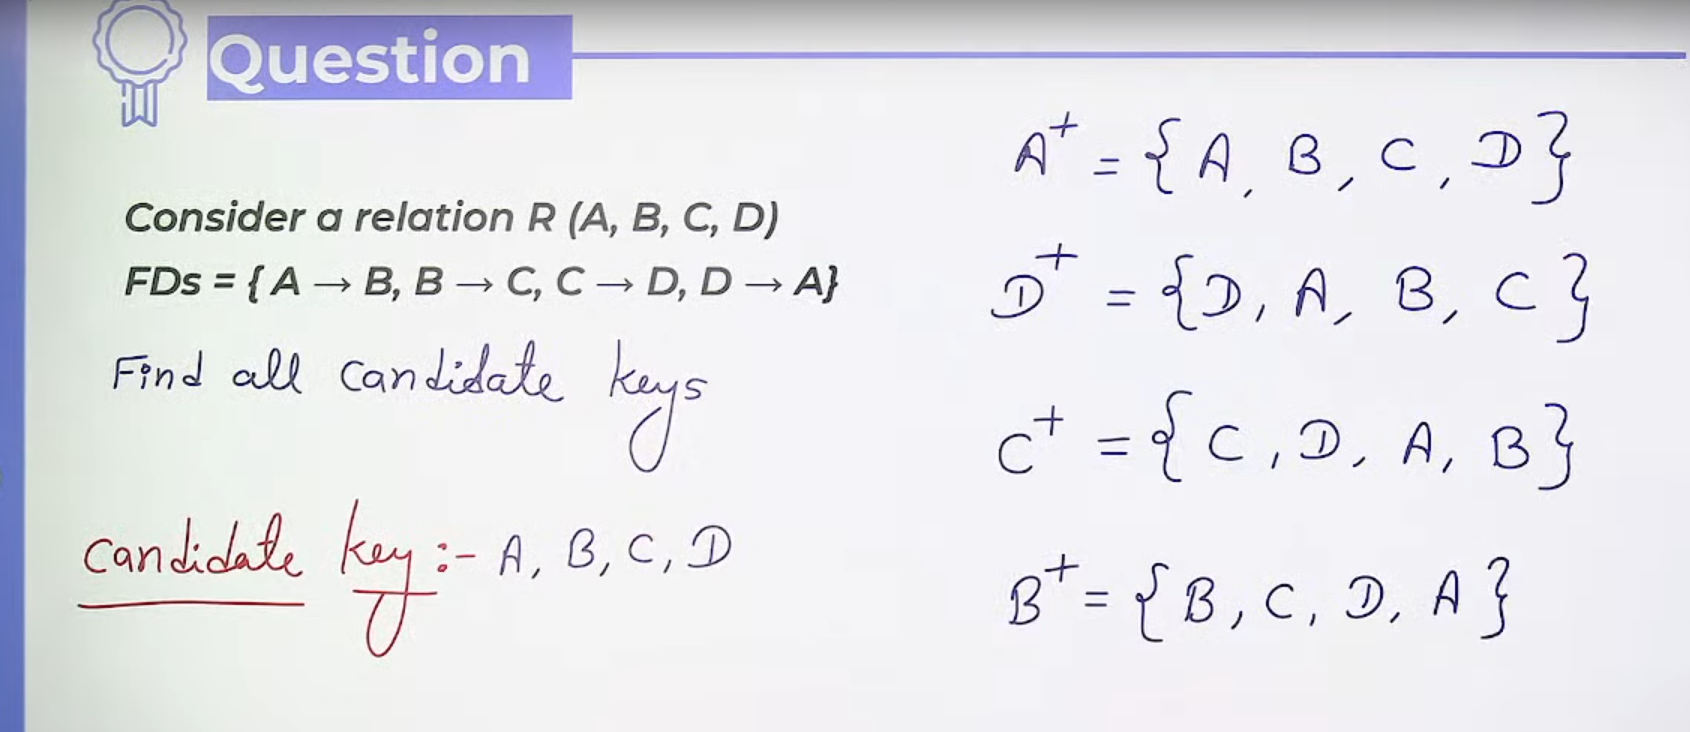 Question
Consider a relation R (A, B, C, D)
FDs = { A → B, B → C, C → D, D → A}
Find all candidate keys
candidate key :- A, B, C, D
A⁺ = {A, B, C, D}
D⁺ = {D, A, B, C}
C⁺ = {C, D, A, B}
B⁺ = {B, C, D, A}